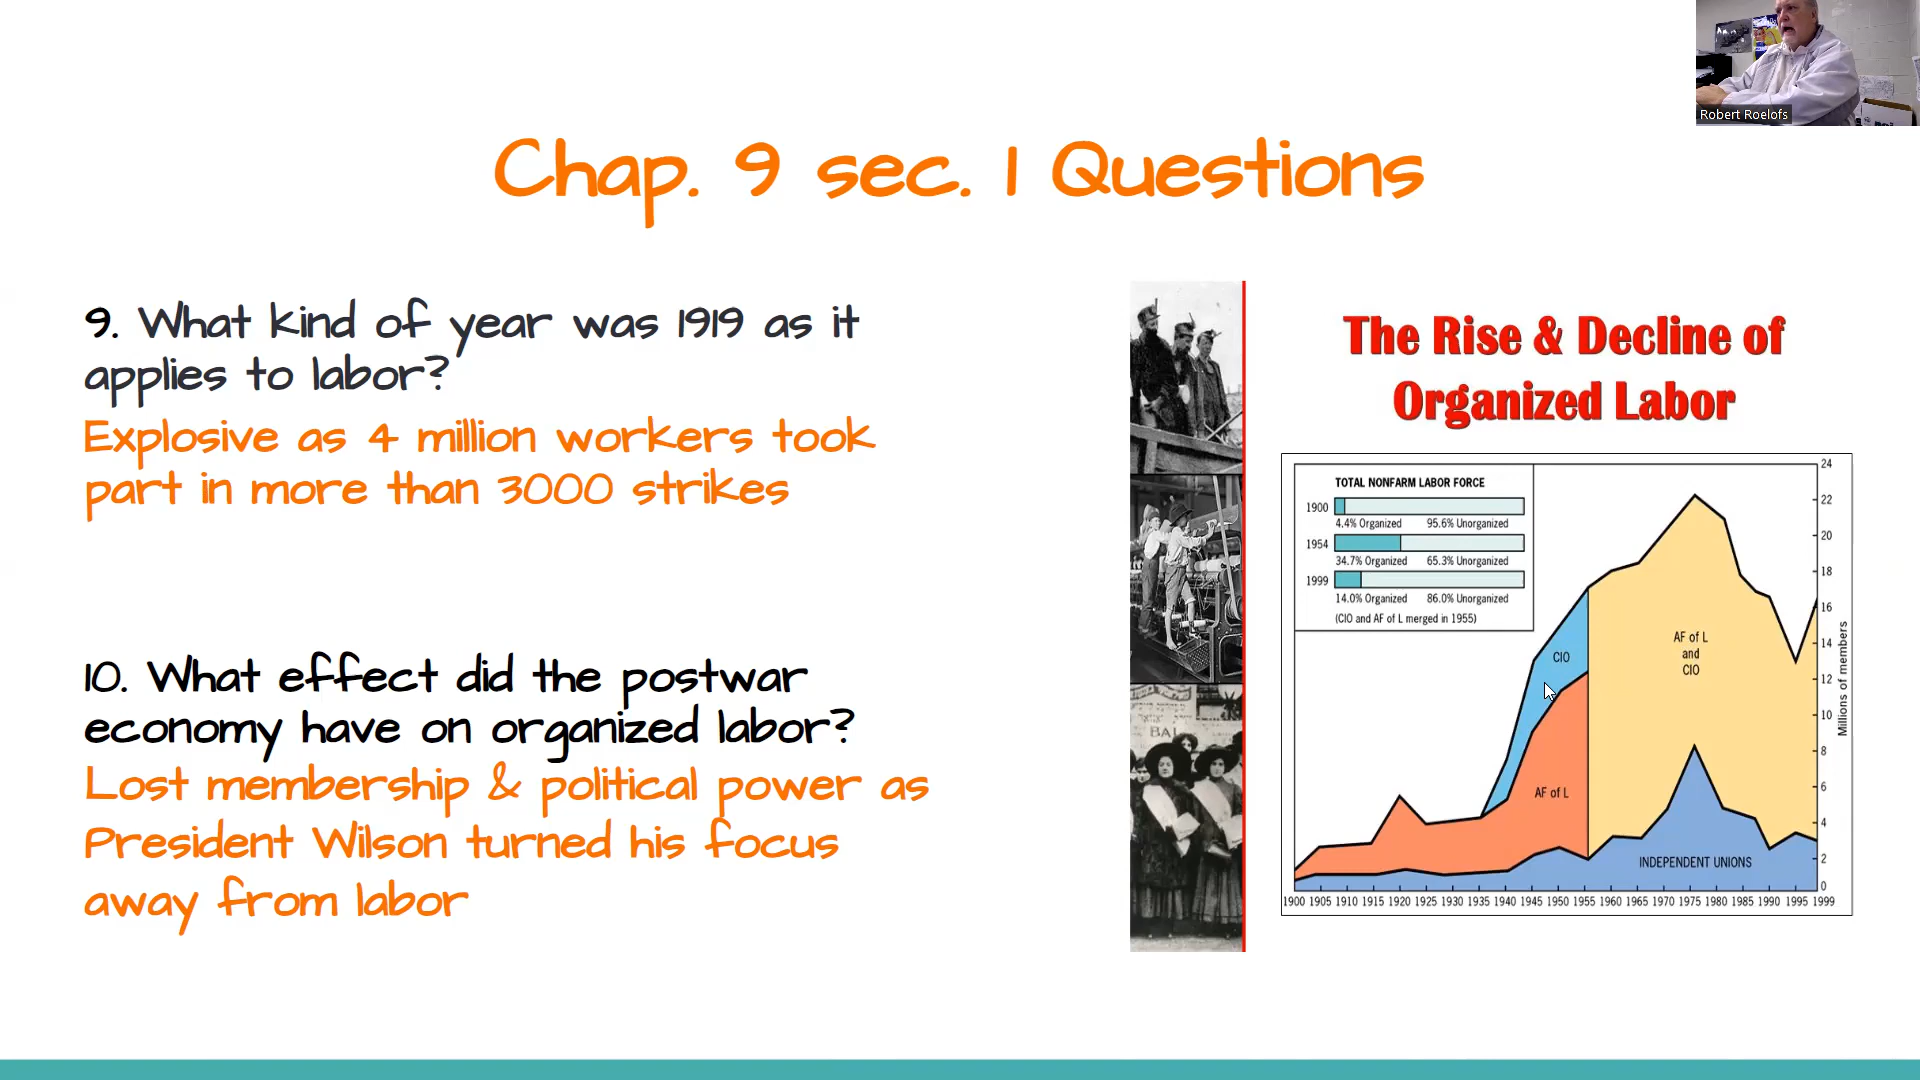 Robert Roelofs
Chap. 9 sec. 1 Questions
9. What kind of year was 1919 as it
applies to labor?
Explosive as 4 million workers took
part in more than 3000 strikes
10. What effect did the postwar
economy have on organized labor?
Lost membership & political power as
President Wilson turned his focus
away from labor
BAL
The Rise & Decline of
Organized Labor
TOTAL NONFARM LABOR FORCE
1900
4.4% Organized 95.6% Unorganized
1954
34.7% Organized 65.3% Unorganized
1999
14.0% Organized 86.0% Unorganized
(CIO and AF of L merged in 1955)
CIO
AF of L
AF of L
and
CIO
INDEPENDENT UNIONS
24
22
20
18
16
14
12
10
8
6
4
2
0
Millions of members
1900 1905 1910 1915 1920 1925 1930 1935 1940 1945 1950 1955 1960 1965 1970 1975 1980 1985 1990 1995 1999